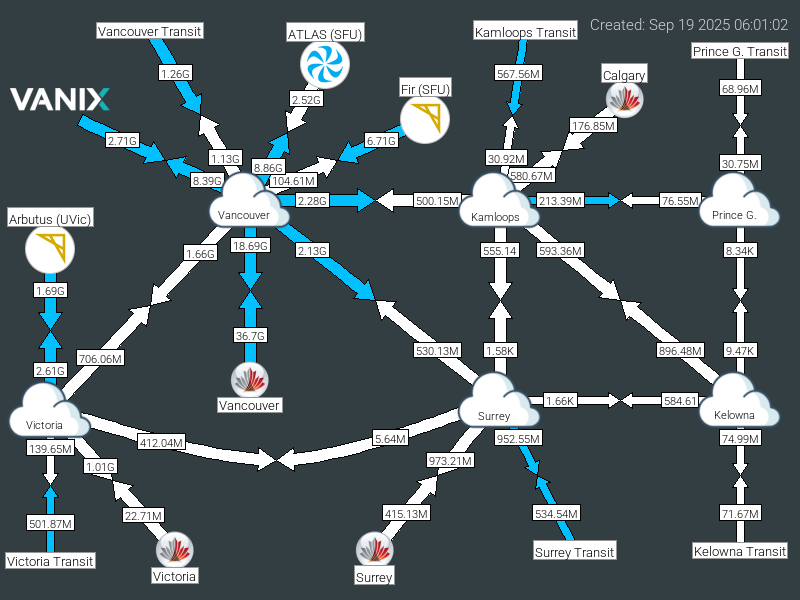 Created: Sep 19 2025 06:01:02
Vancouver Transit
ATLAS (SFU)
Kamloops Transit
Prince G. Transit
1.26G
567.56M
Calgary
68.96M
VANIX
2.52G
Fir (SFU)
176.85M
2.71G
6.71G
1.13G
30.92M
30.75M
8.86G
580.67M
8.39G
104.61M
2.28G
500.15M
213.39M
76.55M
Arbutus (UVic)
Vancouver
Kamloops
Prince G.
18.69G
2.13G
555.14
593.36M
8.34K
1.66G
1.69G
36.7G
706.06M
530.13M
1.58K
896.48M
9.47K
2.61G
Vancouver
1.66K
584.61
Victoria
Surrey
Kelowna
139.65M
412.04M
5.64M
952.55M
74.99M
1.01G
973.21M
501.87M
22.71M
415.13M
534.54M
71.67M
Victoria Transit
Victoria
Surrey
Surrey Transit
Kelowna Transit